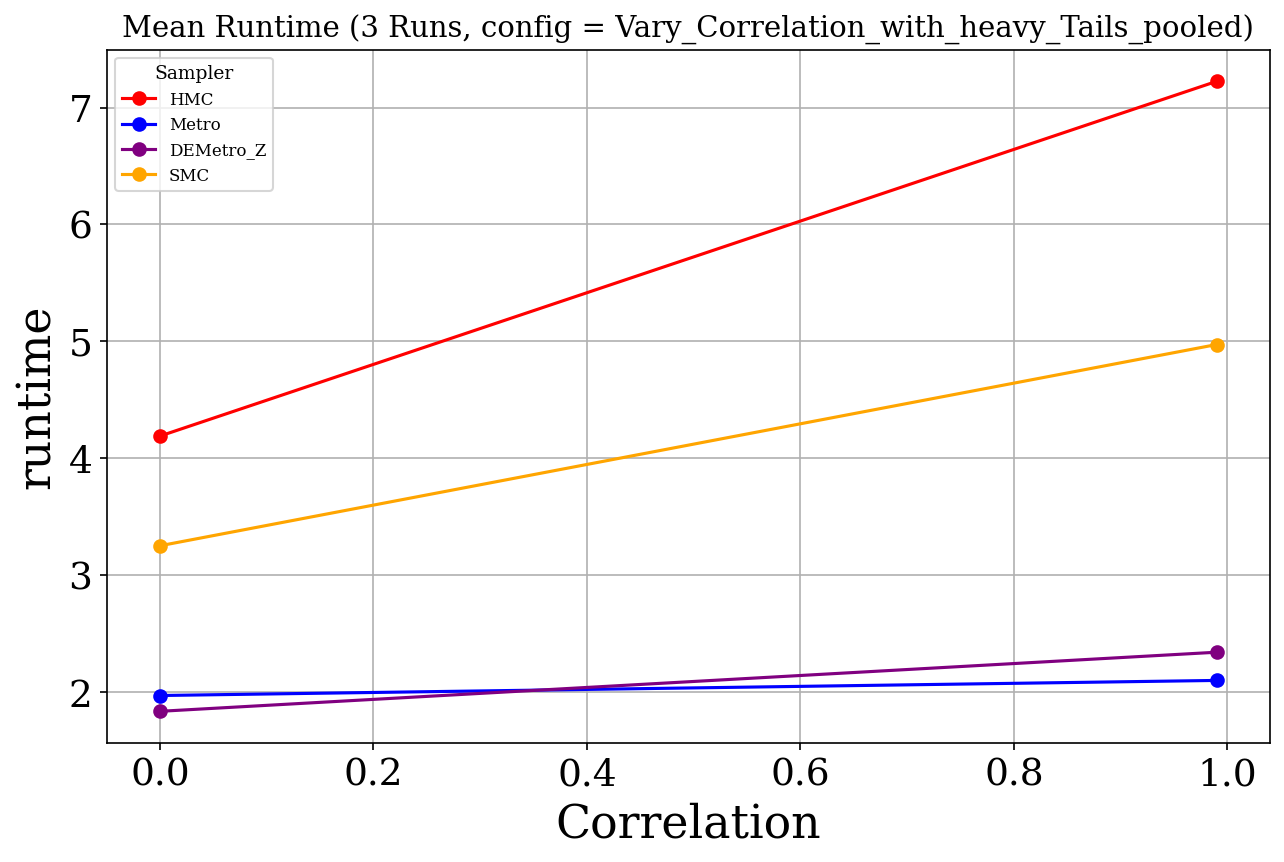 Mean Runtime (3 Runs, config = Vary_Correlation_with_heavy_Tails_pooled)
Sampler
HMC
Metro
DEMetro_Z
SMC
runtime
7
6
5
4
3
2
0.0 0.2 0.4 0.6 0.8 1.0
Correlation